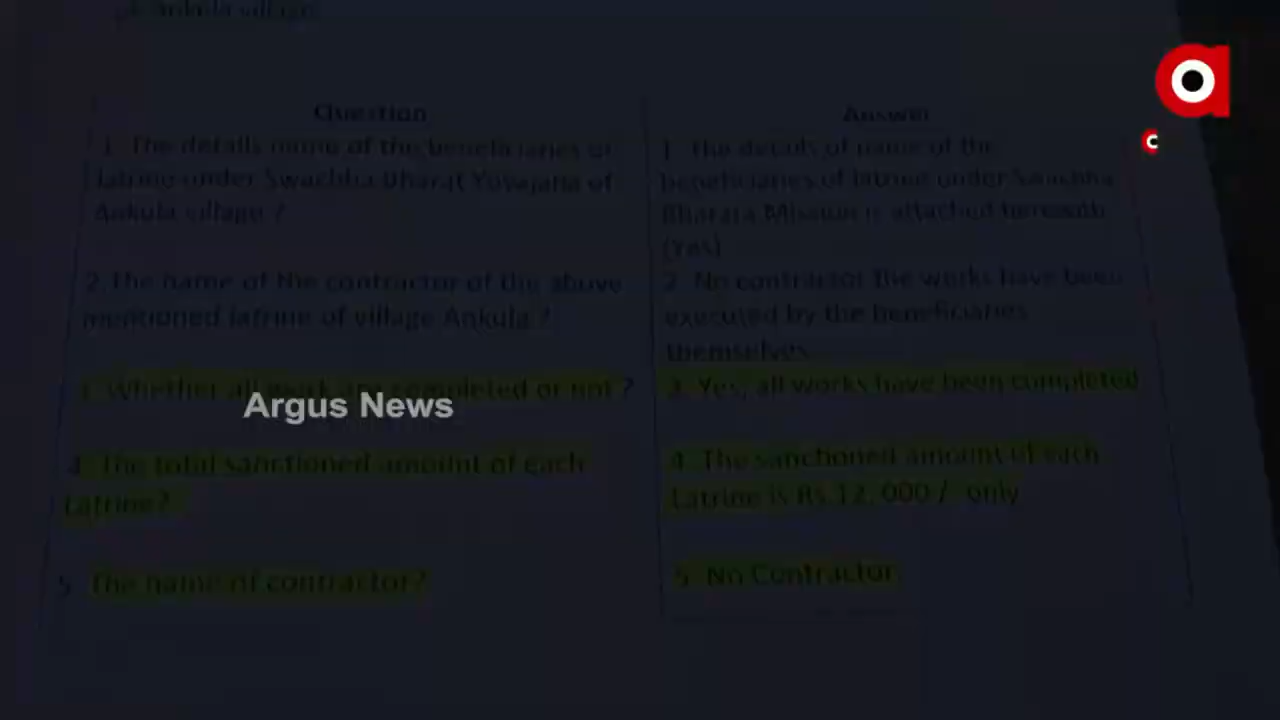 Ankula village
Question
Answer
1. The details name of the beneficiaries of
latrine under Swachha Bharat Yovajana of
Ankula village ?
1. The details of name of the
beneficiaries of latrine under Swachha
Bharata Mission is attached herewith
(Yes)
2. The name of the contractor of the above
mentioned latrine of village Ankula ?
2. No contractor the works have been
executed by the beneficiaries
themselves
3. Whether all work are completed or not ?
3. Yes, all works have been completed
Argus News
4. The total sanctioned amount of each
Latrine ?
4. The sanchoned amount of each
Latrine is Rs. 12, 000 /- only
5. The name of contractor?
5. No Contractor